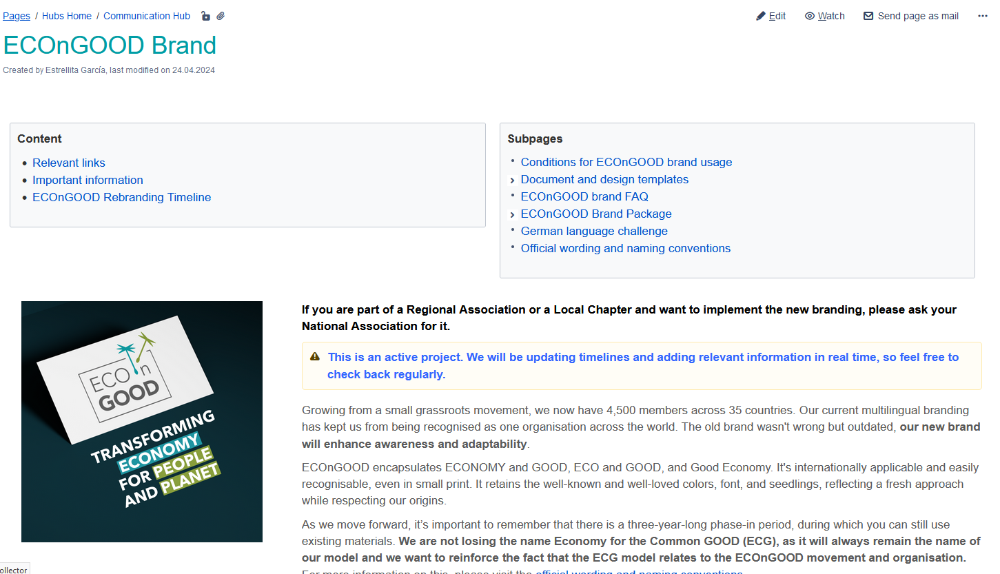 Pages / Hubs Home / Communication Hub
Edit Watch Send page as mail
ECOnGOOD Brand
Created by Estrellita García, last modified on 24.04.2024
Content
Relevant links
Important information
ECOnGOOD Rebranding Timeline
Subpages
Conditions for ECOnGOOD brand usage
Document and design templates
ECOnGOOD brand FAQ
ECOnGOOD Brand Package
German language challenge
Official wording and naming conventions
ECOn
GOOD
TRANSFORMING
ECONOMY
FOR PEOPLE
AND PLANET
If you are part of a Regional Association or a Local Chapter and want to implement the new branding, please ask your
National Association for it.
This is an active project. We will be updating timelines and adding relevant information in real time, so feel free to
check back regularly.
Growing from a small grassroots movement, we now have 4,500 members across 35 countries. Our current multilingual branding
has kept us from being recognised as one organisation across the world. The old brand wasn't wrong but outdated, our new brand
will enhance awareness and adaptability.
ECOnGOOD encapsulates ECONOMY and GOOD, ECO and GOOD, and Good Economy. It's internationally applicable and easily
recognisable, even in small print. It retains the well-known and well-loved colors, font, and seedlings, reflecting a fresh approach
while respecting our origins.
As we move forward, it’s important to remember that there is a three-year-long phase-in period, during which you can still use
existing materials. We are not losing the name Economy for the Common GOOD (ECG), as it will always remain the name of
our model and we want to reinforce the fact that the ECG model relates to the ECOnGOOD movement and organisation.
For more information on this, please visit the official wording and naming conventions
ollector